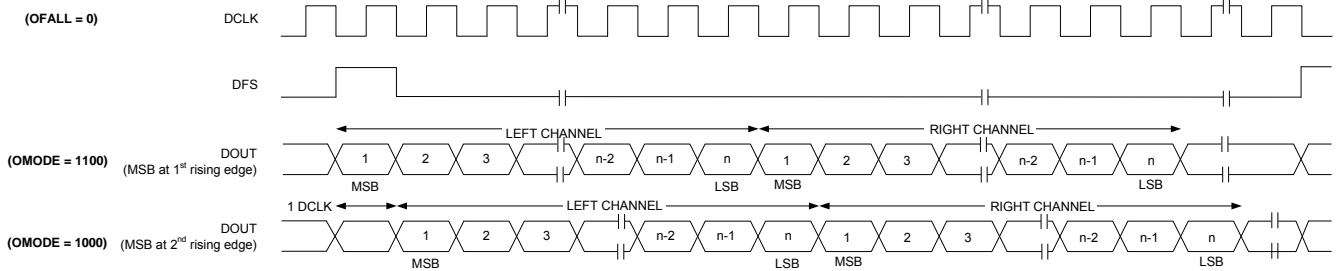 (OFALL = 0) DCLK
DFS
LEFT CHANNEL RIGHT CHANNEL
(OMODE = 1100) DOUT
(MSB at 1st rising edge)
1 2 3 n-2 n-1 n 1 2 3 n-2 n-1 n
MSB LSB MSB LSB
1 DCLK LEFT CHANNEL RIGHT CHANNEL
(OMODE = 1000) DOUT
(MSB at 2nd rising edge)
1 2 3 n-2 n-1 n 1 2 3 n-2 n-1 n
MSB LSB MSB LSB